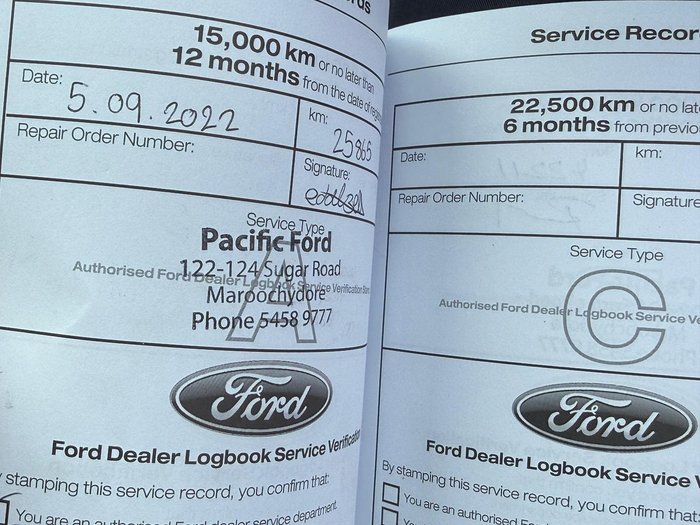 15,000 km or no later than
12 months from the date of
Date: 5.09.2022
km: 25865
Repair Order Number:
Signature:
Service Type
A
Pacific Ford
122-124 Sugar Road
Maroochydore
Phone 5458 9777
Authorised Ford Dealer Logbook Service Verification
Ford
Ford Dealer Logbook Service Verification
stamping this service record, you confirm that:
You are an authorised Ford dealer service department.
Service Recor
22,500 km or no late
6 months from previo
Date:
km:
Repair Order Number:
Signature
Service Type
C
Authorised Ford Dealer Logbook Service Ve
Ford
Ford Dealer Logbook Service V
By stamping this service record, you confirm that
You are an authorised Ford